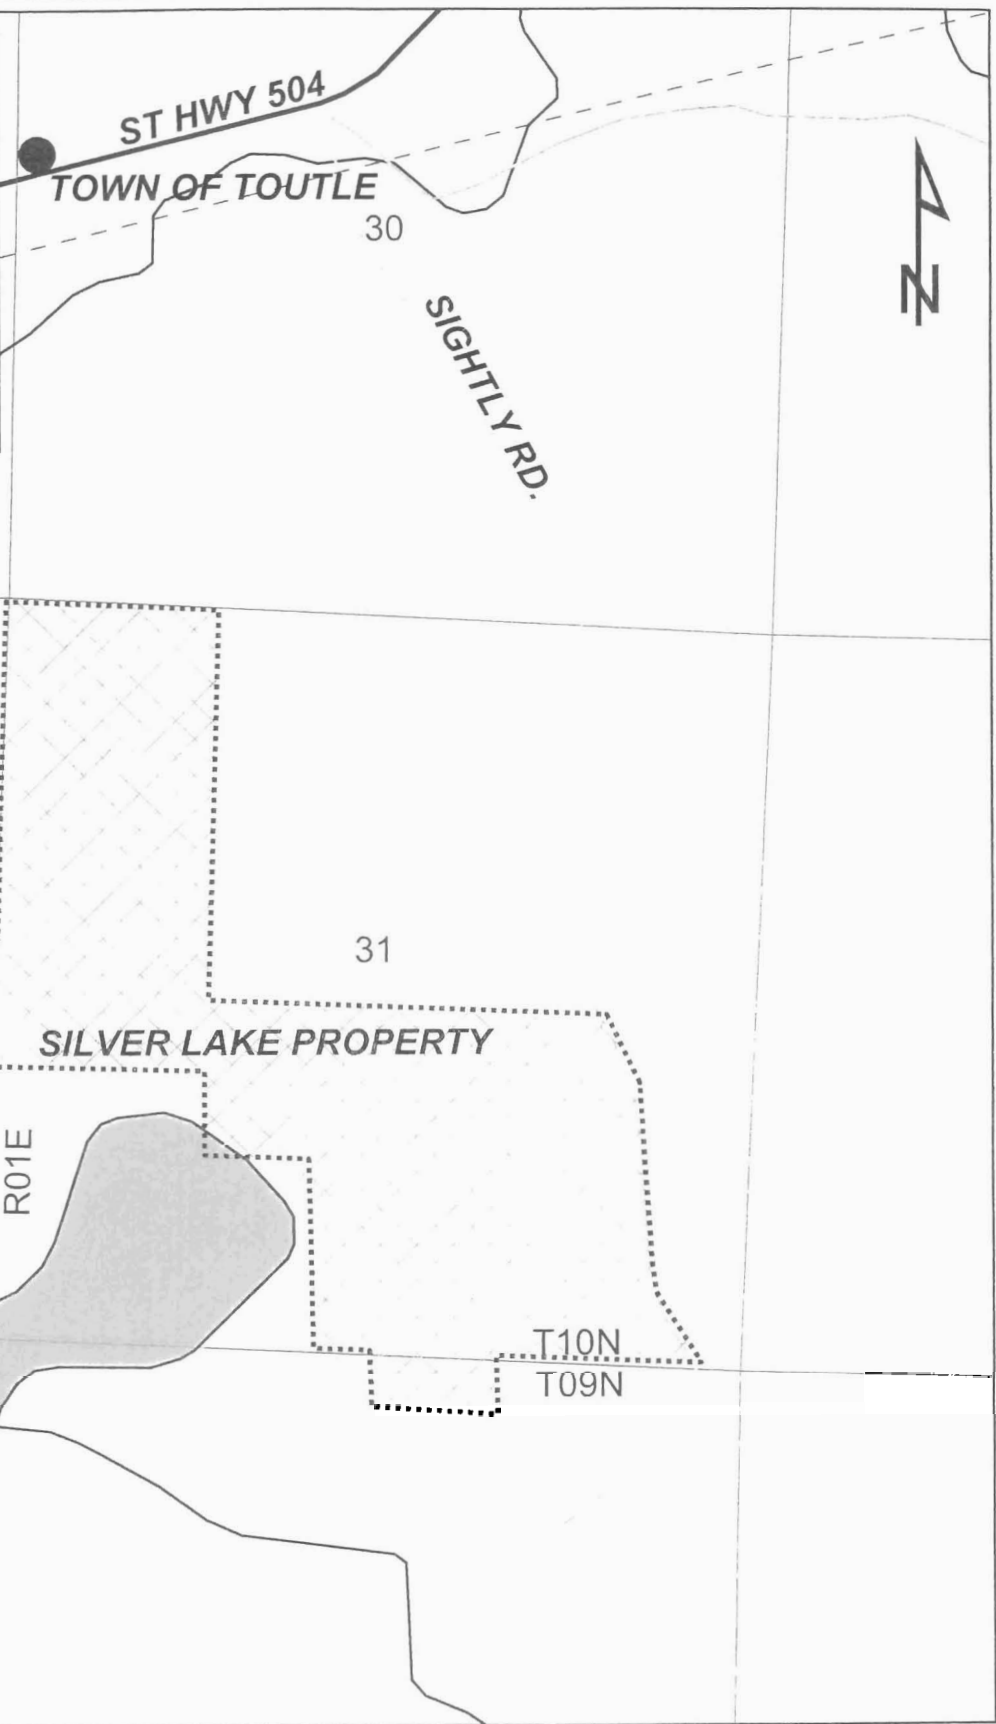 ST HWY 504
TOWN OF TOUTLE
30
N
SIGHTLY RD.
31
SILVER LAKE PROPERTY
R01E
T10N
T09N